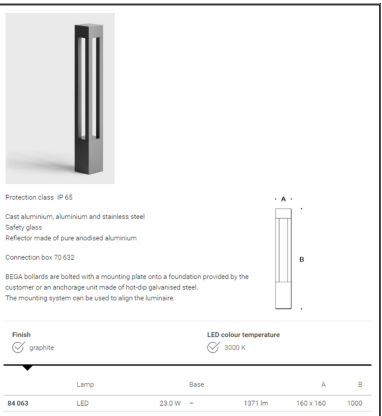 Protection class IP 65
Cast aluminium, aluminium and stainless steel
Safety glass
Reflector made of pure anodised aluminium
Connection box 70 632
BEGA bollards are bolted with a mounting plate onto a foundation provided by the
customer or an anchorage unit made of hot-dip galvanised steel.
The mounting system can be used to align the luminaire.
A
B
Finish
graphite
LED colour temperature
3000 K
Lamp Base A B
84 063 LED 23.0 W – 1371 lm 160 x 160 1000